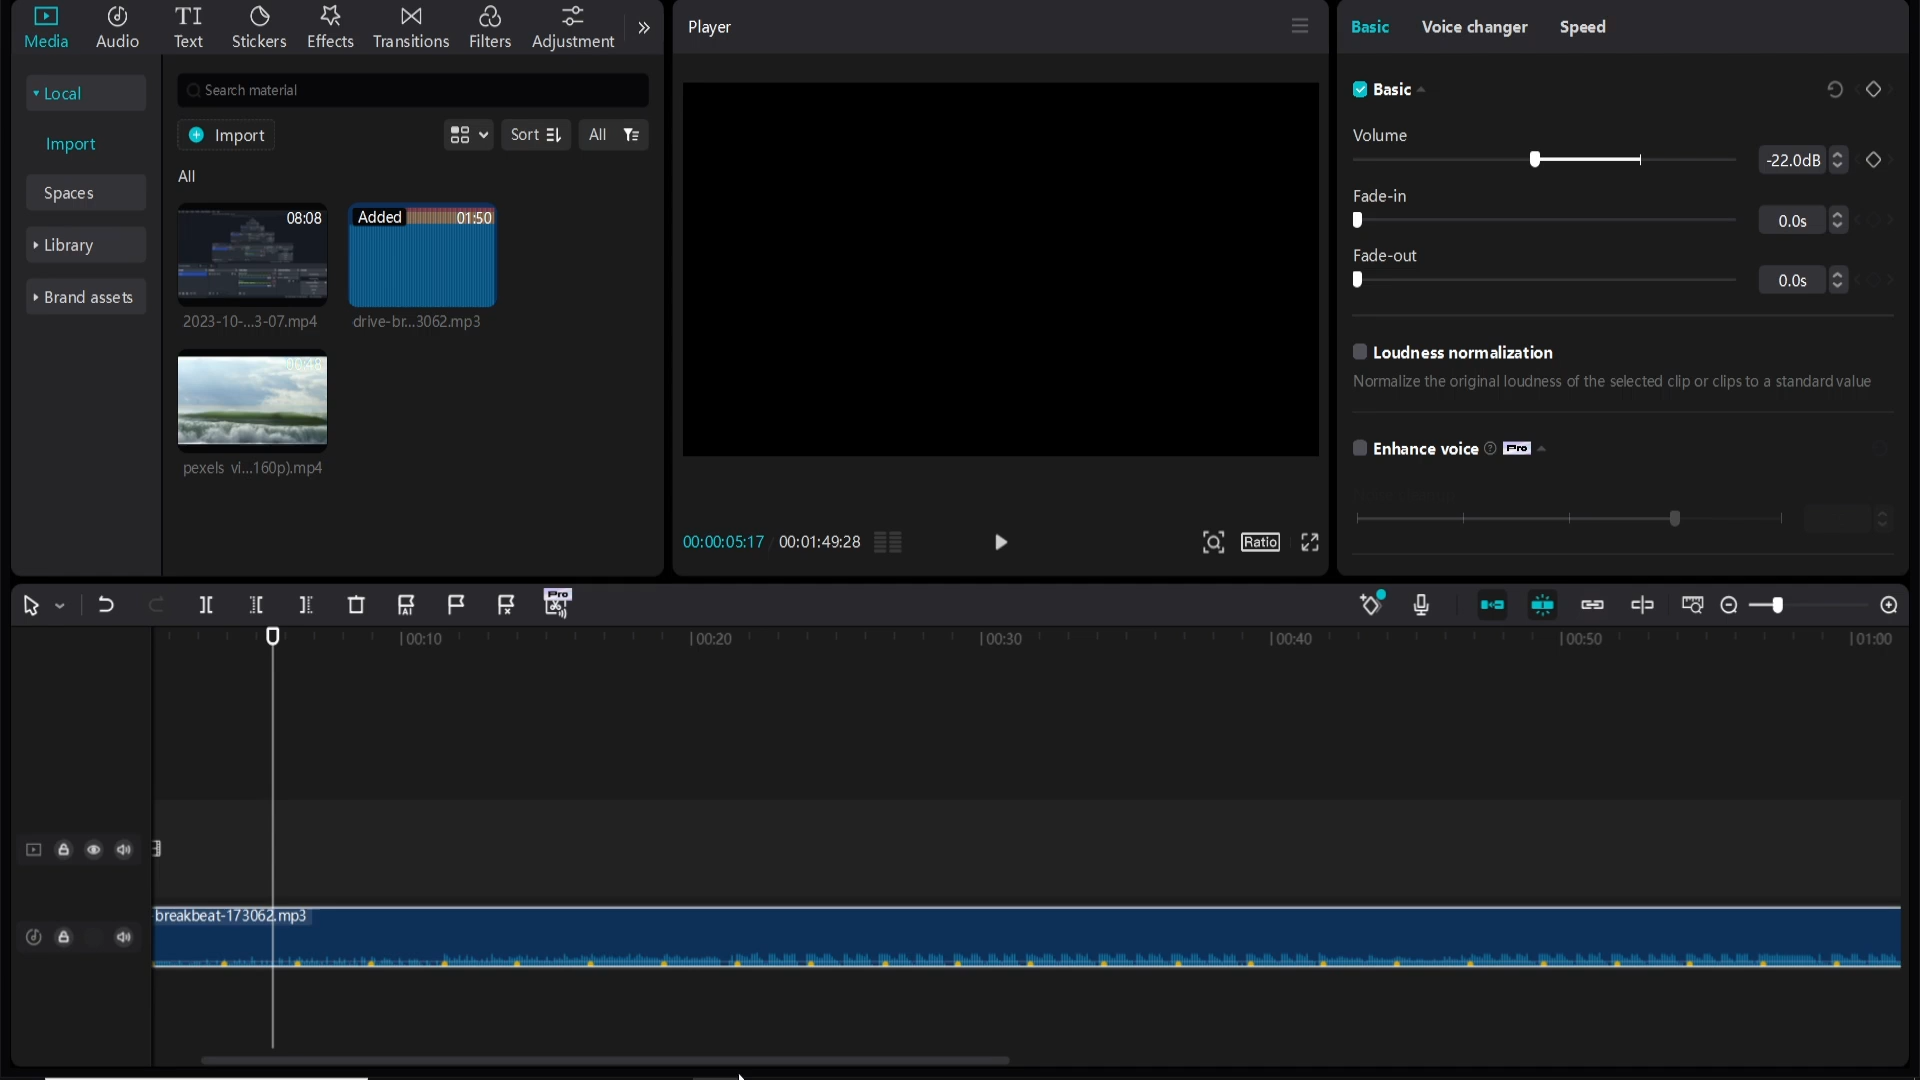 Media
Audio
Text
Stickers
Effects
Transitions
Filters
Adjustment
Local
Import
Spaces
Library
Brand assets
Search material
Import
Sort
All
All
08:08
2023-10-...3-07.mp4
Added
01:50
drive-br...3062.mp3
00:48
pexels vi...160p).mp4
Player
00:00:05:17
00:01:49:28
Ratio
Basic
Voice changer
Speed
Basic
Volume
-22.0dB
Fade-in
0.0s
Fade-out
0.0s
Loudness normalization
Normalize the original loudness of the selected clip or clips to a standard value
Enhance voice
Pro
Pro
00:10
00:20
00:30
00:40
00:50
01:00
breakbeat-173062.mp3